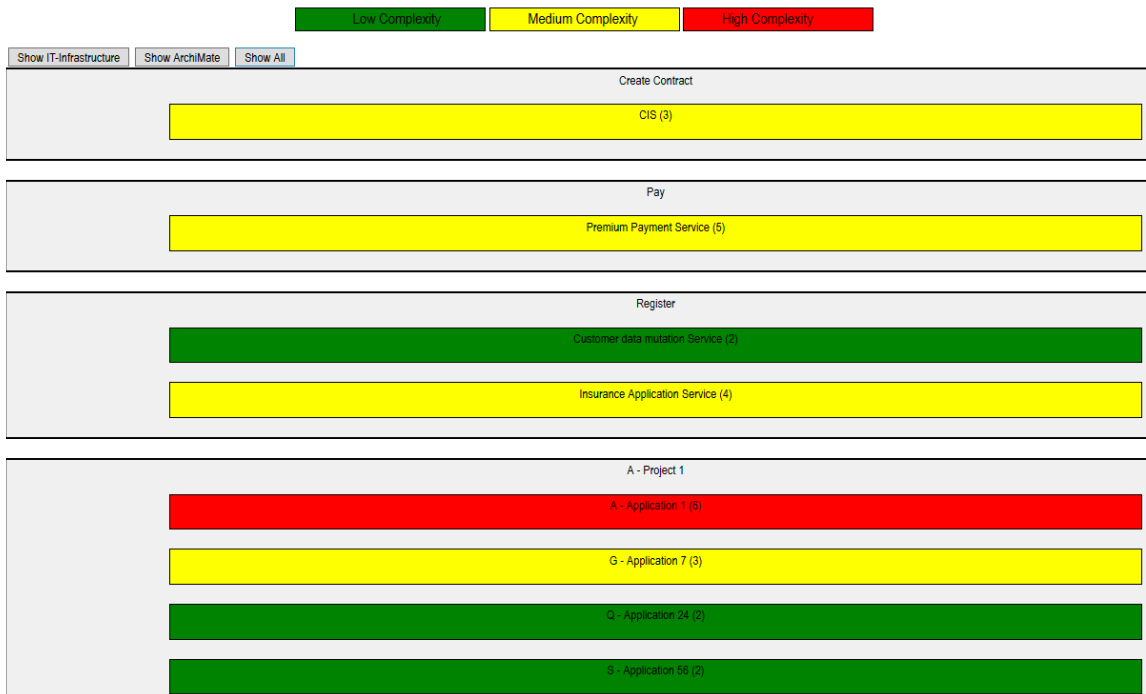 Low Complexity Medium Complexity High Complexity
Show IT-Infrastructure Show ArchiMate Show All
Create Contract
CIS (3)
Pay
Premium Payment Service (5)
Register
Customer data mutation Service (2)
Insurance Application Service (4)
A - Project 1
A - Application 1 (6)
G - Application 7 (3)
Q - Application 24 (2)
S - Application 56 (2)